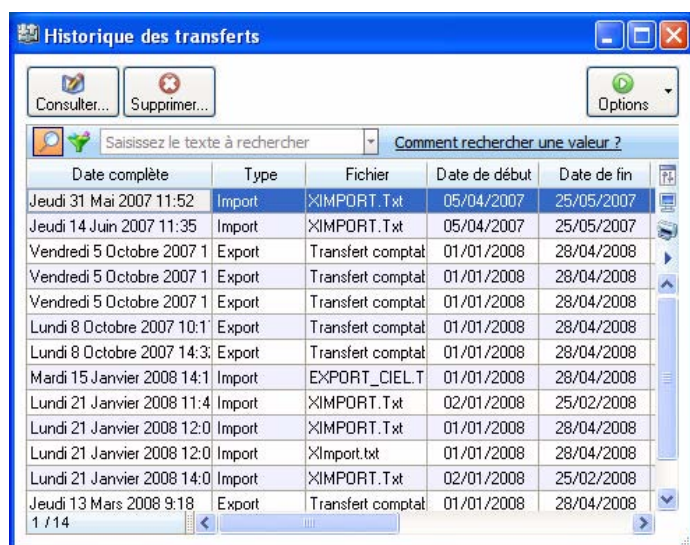 Historique des transferts
Consulter... Supprimer... Options
Saisissez le texte à rechercher Comment rechercher une valeur ?
Date complète Type Fichier Date de début Date de fin
Jeudi 31 Mai 2007 11:52 Import XIMPORT.Txt 05/04/2007 25/05/2007
Jeudi 14 Juin 2007 11:35 Import XIMPORT.Txt 05/04/2007 25/05/2007
Vendredi 5 Octobre 2007 1 Export Transfert comptab 01/01/2008 28/04/2008
Vendredi 5 Octobre 2007 1 Export Transfert comptab 01/01/2008 28/04/2008
Vendredi 5 Octobre 2007 1 Export Transfert comptab 01/01/2008 28/04/2008
Lundi 8 Octobre 2007 10:1 Export Transfert comptab 01/01/2008 28/04/2008
Lundi 8 Octobre 2007 14:3 Export Transfert comptab 01/01/2008 28/04/2008
Mardi 15 Janvier 2008 14:1 Import EXPORT_CIEL.T 01/01/2008 28/04/2008
Lundi 21 Janvier 2008 11:4 Import XIMPORT.Txt 02/01/2008 25/02/2008
Lundi 21 Janvier 2008 12:0 Import XIMPORT.Txt 01/01/2008 28/04/2008
Lundi 21 Janvier 2008 12:0 Import XImport.txt 01/01/2008 28/04/2008
Lundi 21 Janvier 2008 14:0 Import XIMPORT.Txt 02/01/2008 25/02/2008
Jeudi 13 Mars 2008 9:18 Export Transfert comptab 01/01/2008 28/04/2008
1 / 14